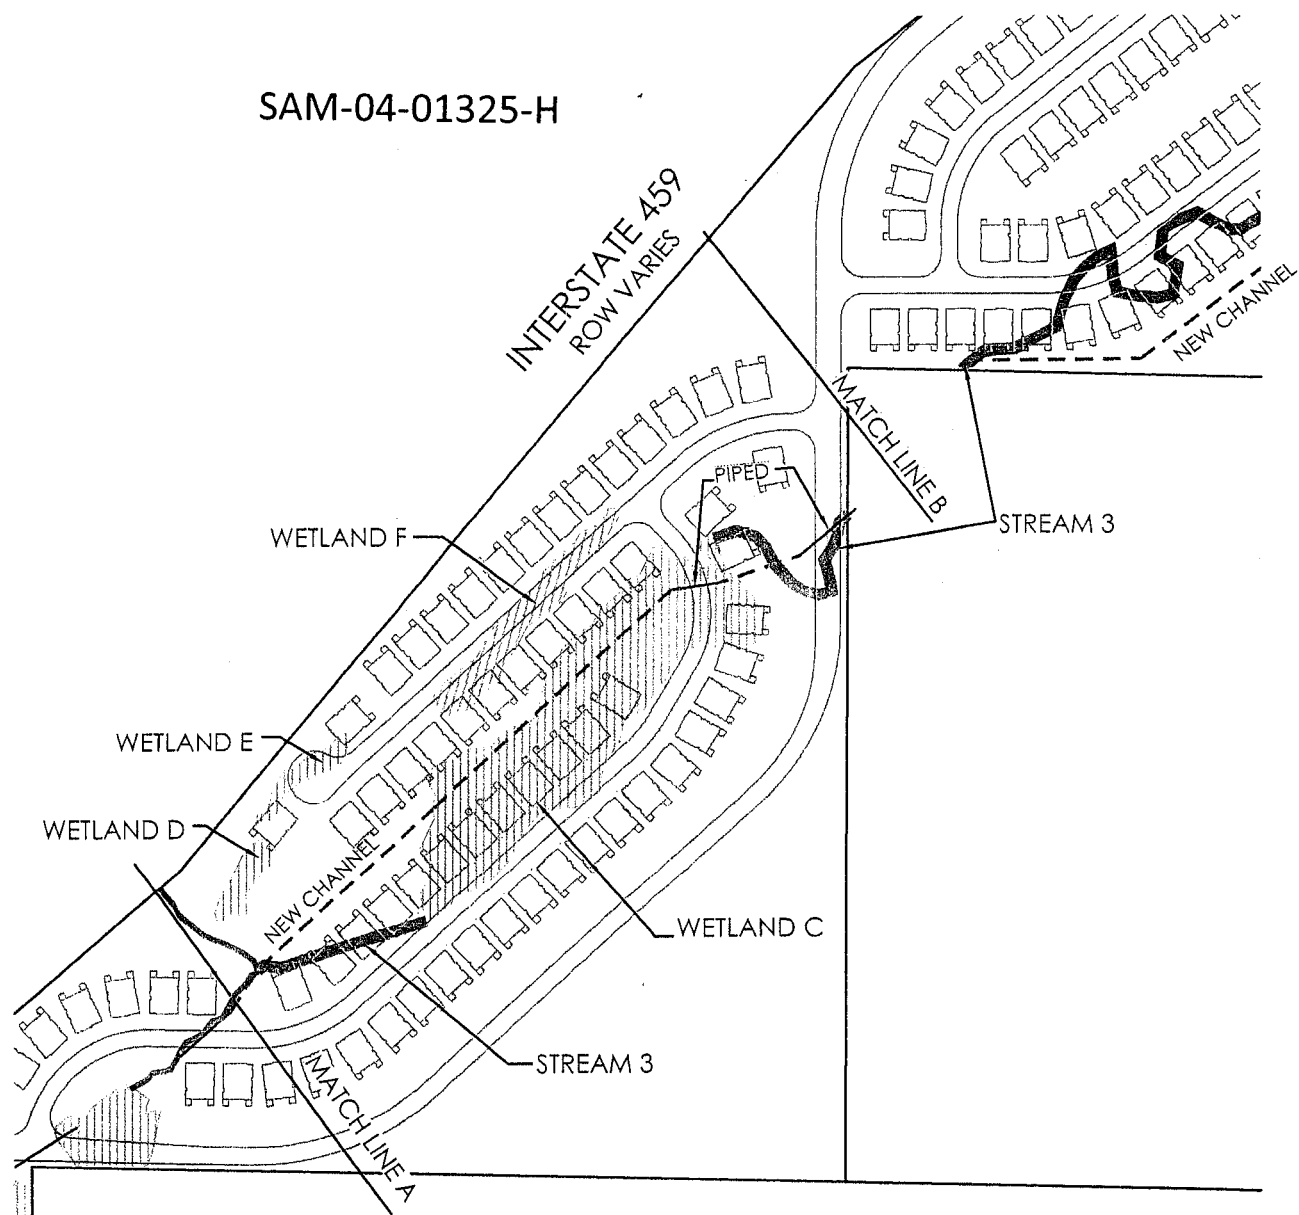 SAM-04-01325-H
INTERSTATE 459
ROW VARIES
NEW CHANNEL
MATCH LINE B
PIPED
STREAM 3
WETLAND F
WETLAND E
WETLAND D
NEW CHANNEL
WETLAND C
STREAM 3
MATCH LINE A